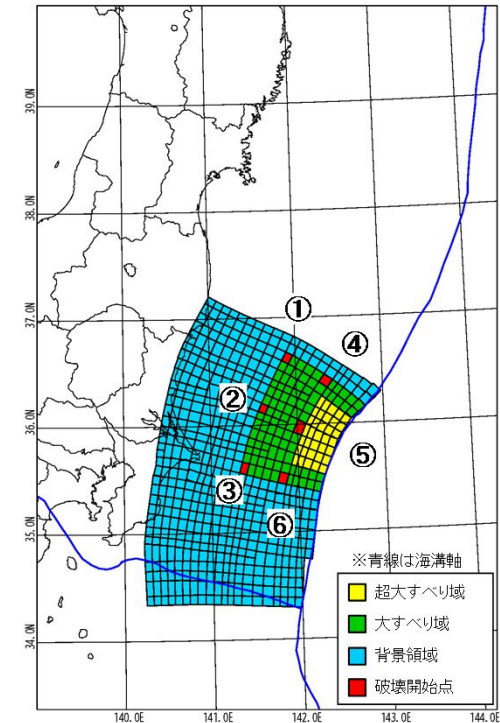 39.0N
38.0N
37.0N
①
④
②
36.0N
⑤
③
⑥
35.0N
※青線は海溝軸
超大すべり域
大すべり域
背景領域
破壊開始点
34.0N
140.0E
141.0E
142.0E
143.0E
144.0E